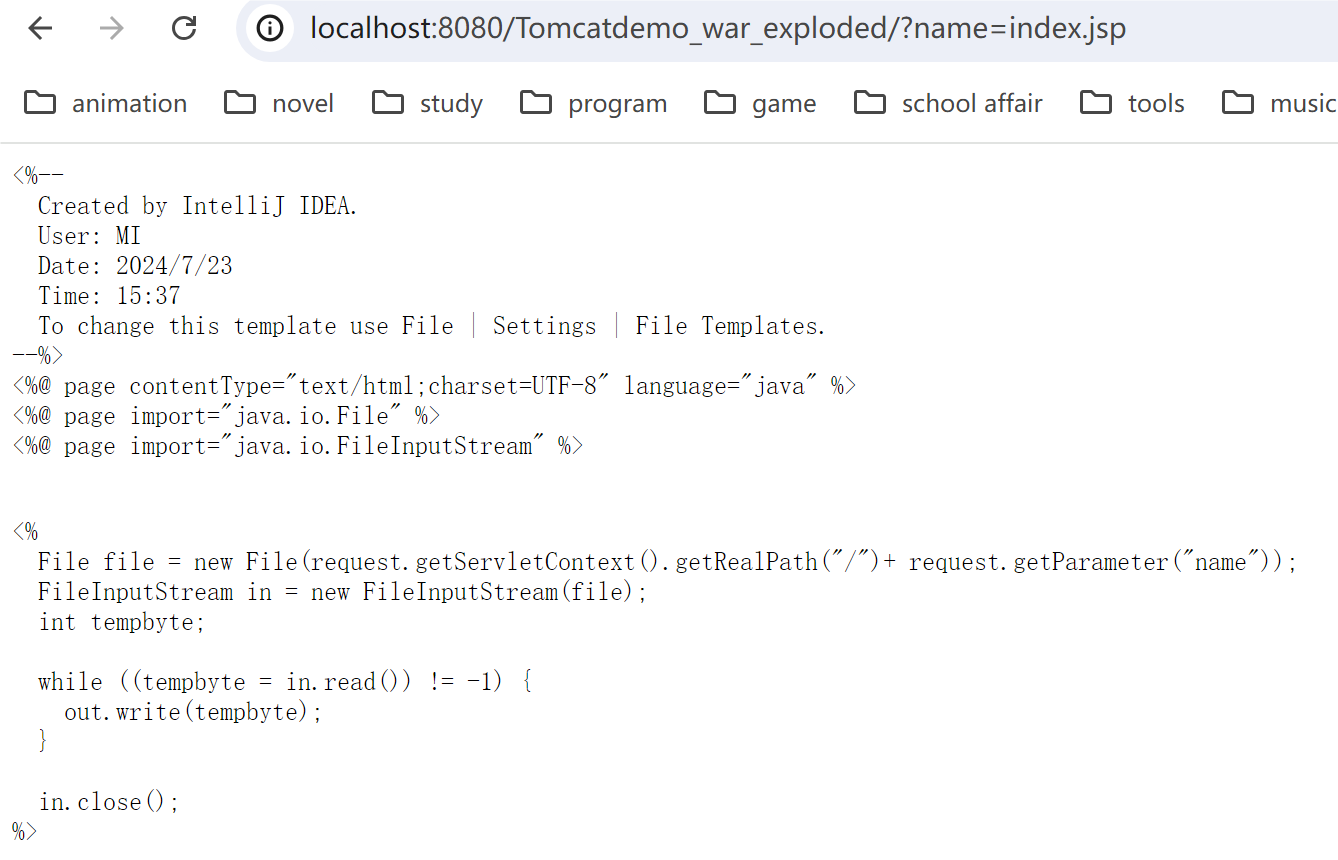 localhost:8080/Tomcatdemo_war_exploded/?name=index.jsp
animation novel study program game school affair tools music
<%--
  Created by IntelliJ IDEA.
  User: MI
  Date: 2024/7/23
  Time: 15:37
  To change this template use File | Settings | File Templates.
--%>
<%@ page contentType="text/html;charset=UTF-8" language="java" %>
<%@ page import="java.io.File" %>
<%@ page import="java.io.FileInputStream" %>
<%
  File file = new File(request.getServletContext().getRealPath("/")+ request.getParameter("name"));
  FileInputStream in = new FileInputStream(file);
  int tempbyte;
  while ((tempbyte = in.read()) != -1) {
    out.write(tempbyte);
  }
  in.close();
%>